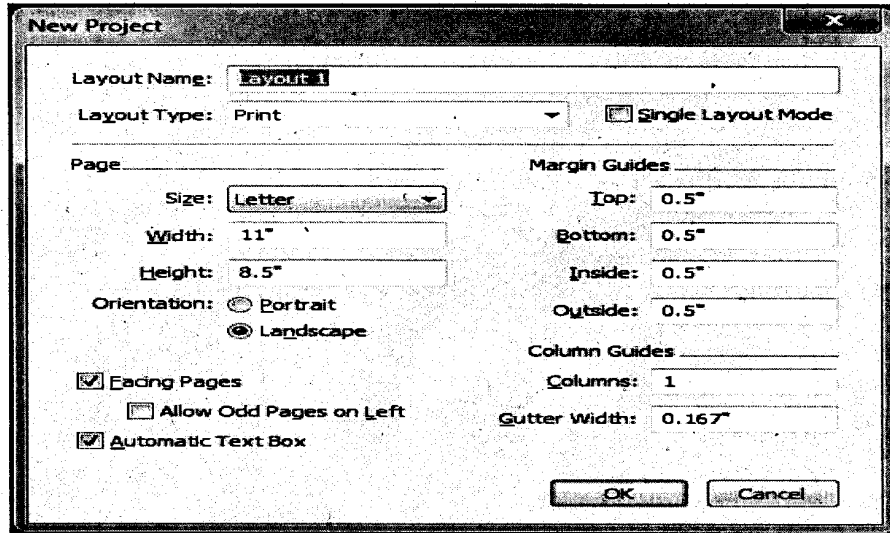 New Project
Layout Name: Layout 1
Layout Type: Print
Single Layout Mode
Page
Size: Letter
Width: 11"
Height: 8.5"
Orientation: Portrait
Landscape
Facing Pages
Allow Odd Pages on Left
Automatic Text Box
Margin Guides
Top: 0.5"
Bottom: 0.5"
Inside: 0.5"
Outside: 0.5"
Column Guides
Columns: 1
Gutter Width: 0.167"
OK
Cancel